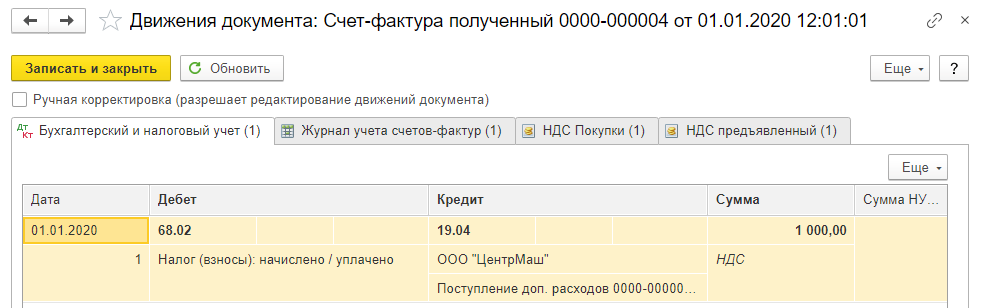 Движения документа: Счет-фактура полученный 0000-000004 от 01.01.2020 12:01:01
Записать и закрыть Обновить Еще ?
Ручная корректировка (разрешает редактирование движений документа)
Дт Кт Бухгалтерский и налоговый учет (1) Журнал учета счетов-фактур (1) НДС Покупки (1) НДС предъявленный (1)
Еще
Дата Дебет Кредит Сумма Сумма НУ...
01.01.2020 68.02 19.04 1 000,00
1 Налог (взносы): начислено / уплачено ООО "ЦентрМаш" НДС
Поступление доп. расходов 0000-00000...